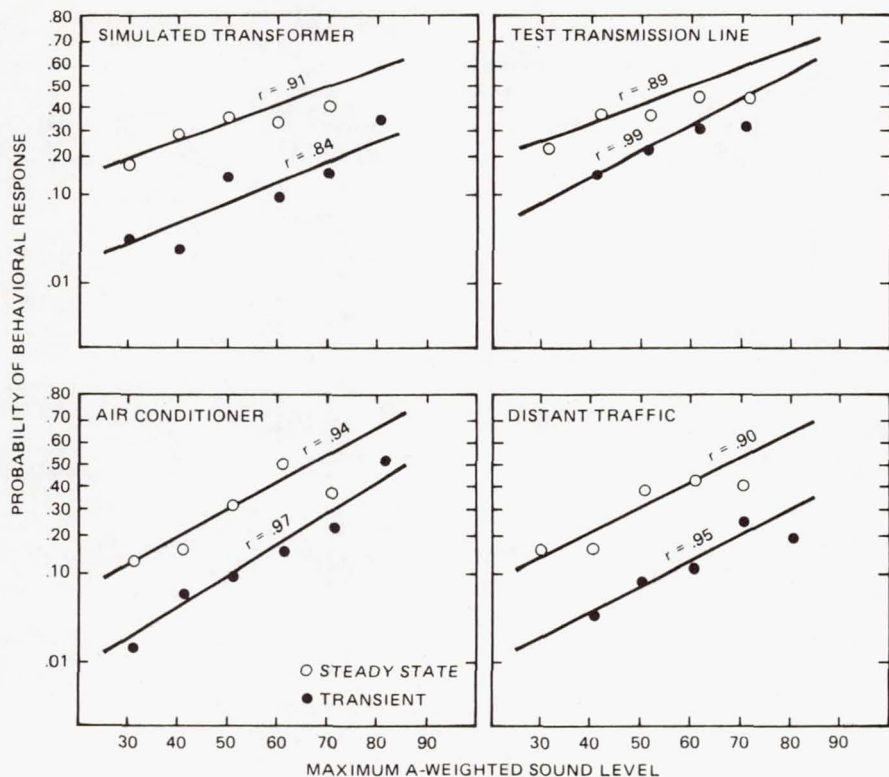 SIMULATED TRANSFORMER
TEST TRANSMISSION LINE
.80
.70
.60
.50
.40
.30
.20
.10
.01
r = .91
r = .84
r = .89
r = .99
PROBABILITY OF BEHAVIORAL RESPONSE
AIR CONDITIONER
DISTANT TRAFFIC
.80
.70
.60
.50
.40
.30
.20
.10
.01
r = .94
r = .97
r = .90
r = .95
STEADY STATE
TRANSIENT
30 40 50 60 70 80 90
30 40 50 60 70 80 90
MAXIMUM A-WEIGHTED SOUND LEVEL